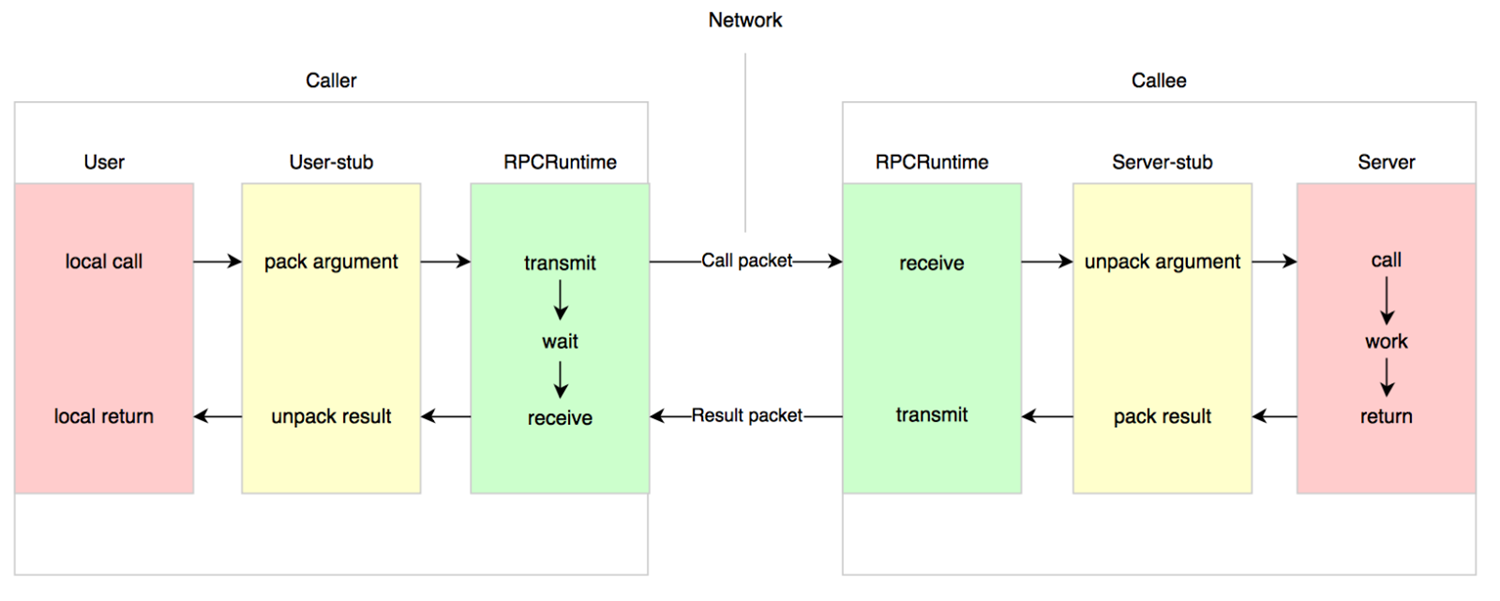 Network
Caller
Callee
User
User-stub
RPCRuntime
RPCRuntime
Server-stub
Server
local call
pack argument
transmit
Call packet
receive
unpack argument
call
wait
work
local return
unpack result
receive
Result packet
transmit
pack result
return